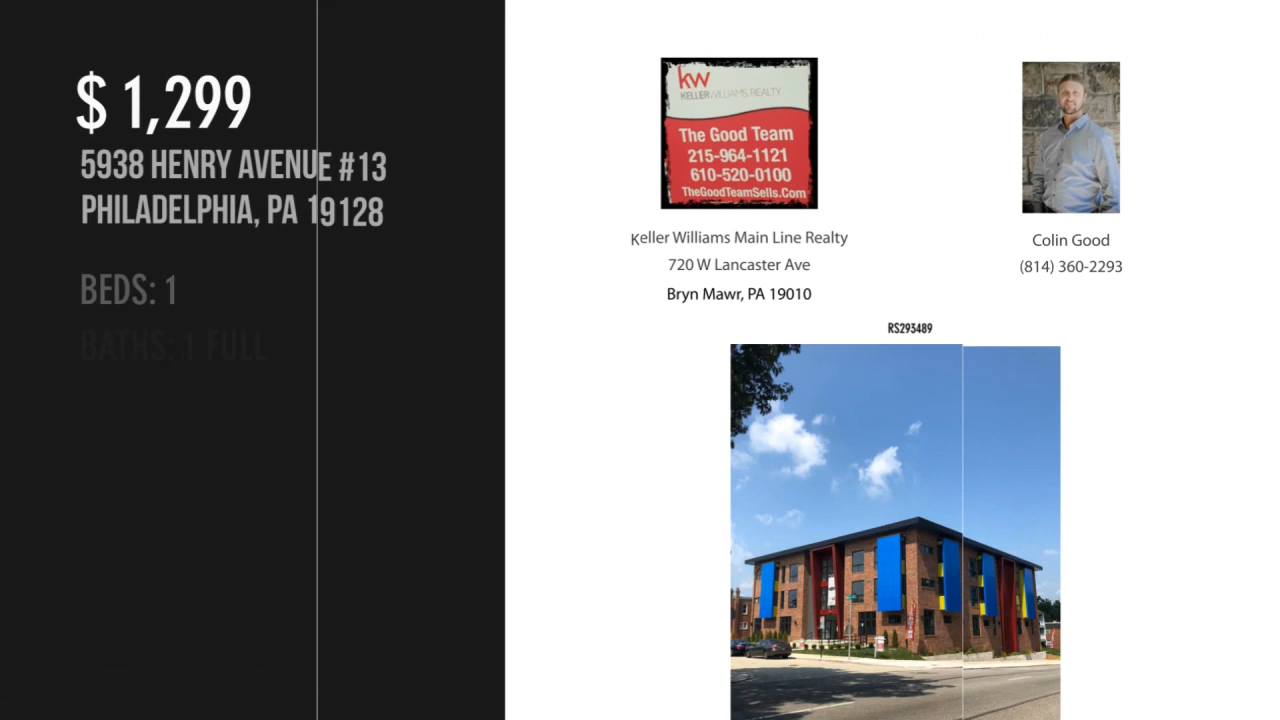 $ 1,299
5938 HENRY AVENUE #13
PHILADELPHIA, PA 19128
BEDS: 1
BATHS: 1 FULL
kw
KELLERWILLIAMS. REALTY
The Good Team
215-964-1121
610-520-0100
TheGoodTeamSells.Com
Keller Williams Main Line Realty
720 W Lancaster Ave
Bryn Mawr, PA 19010
Colin Good
(814) 360-2293
RS293489